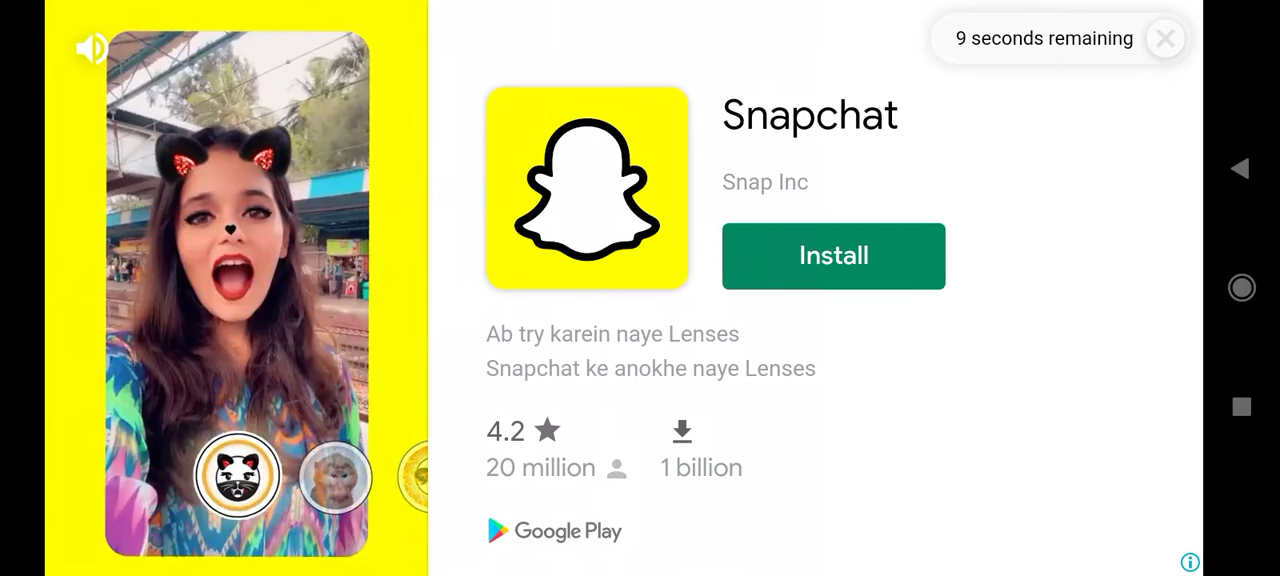 9 seconds remaining
Snapchat
Snap Inc
Install
Ab try karein naye Lenses
Snapchat ke anokhe naye Lenses
4.2
20 million
1 billion
Google Play